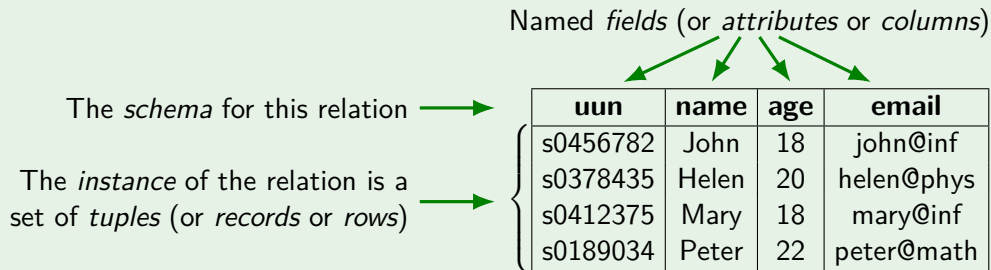 Named fields (or attributes or columns)
The schema for this relation
uun name age email
s0456782 John 18 john@inf
The instance of the relation is a
s0378435 Helen 20 helen@phys
set of tuples (or records or rows)
s0412375 Mary 18 mary@inf
s0189034 Peter 22 peter@math